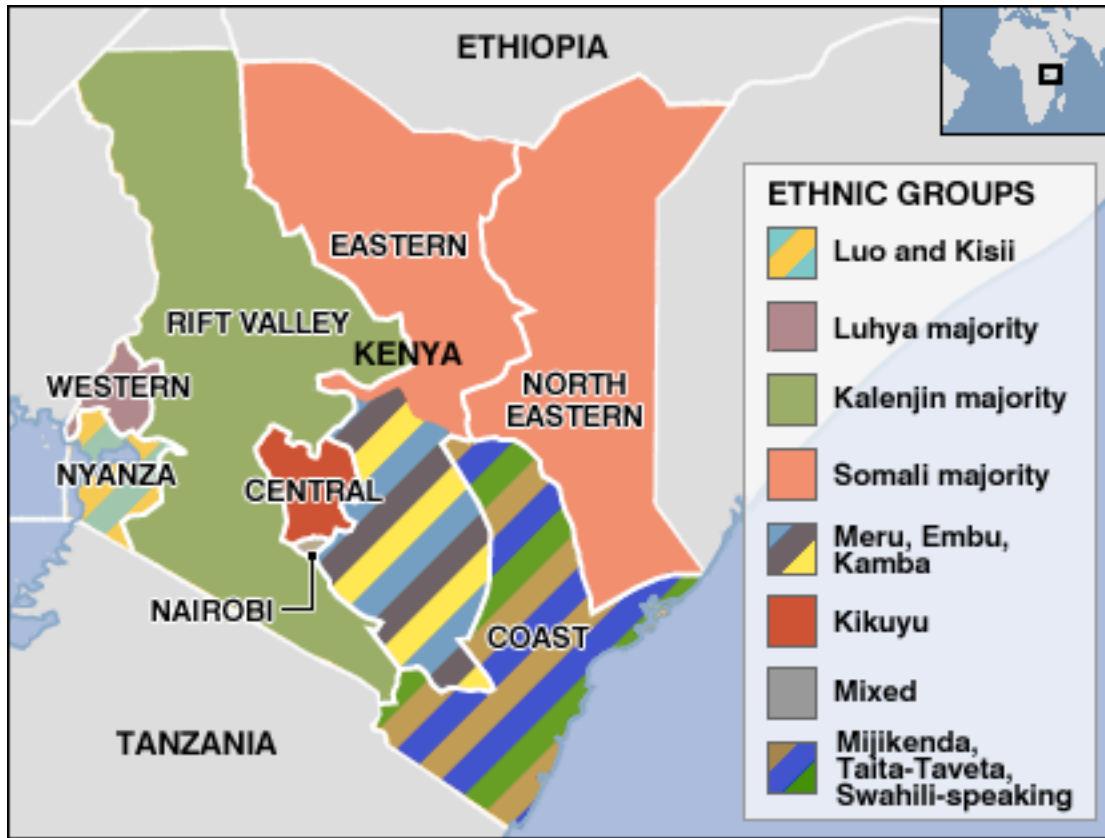 ETHIOPIA
EASTERN
RIFT VALLEY
KENYA
WESTERN
NORTH
EASTERN
NYANZA
CENTRAL
NAIROBI
COAST
TANZANIA
ETHNIC GROUPS
Luo and Kisii
Luhya majority
Kalenjin majority
Somali majority
Meru, Embu,
Kamba
Kikuyu
Mixed
Mijikenda,
Taita-Taveta,
Swahili-speaking